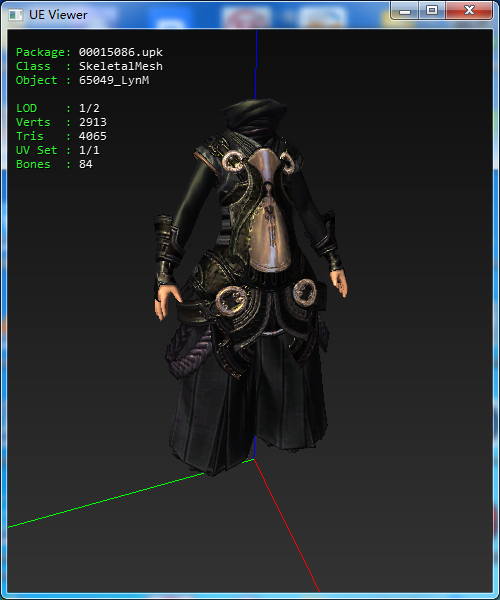 UE Viewer
Package: 00015086.upk
Class : SkeletalMesh
Object : 65049_LynM
LOD : 1/2
Verts : 2913
Tris : 4065
UV Set : 1/1
Bones : 84